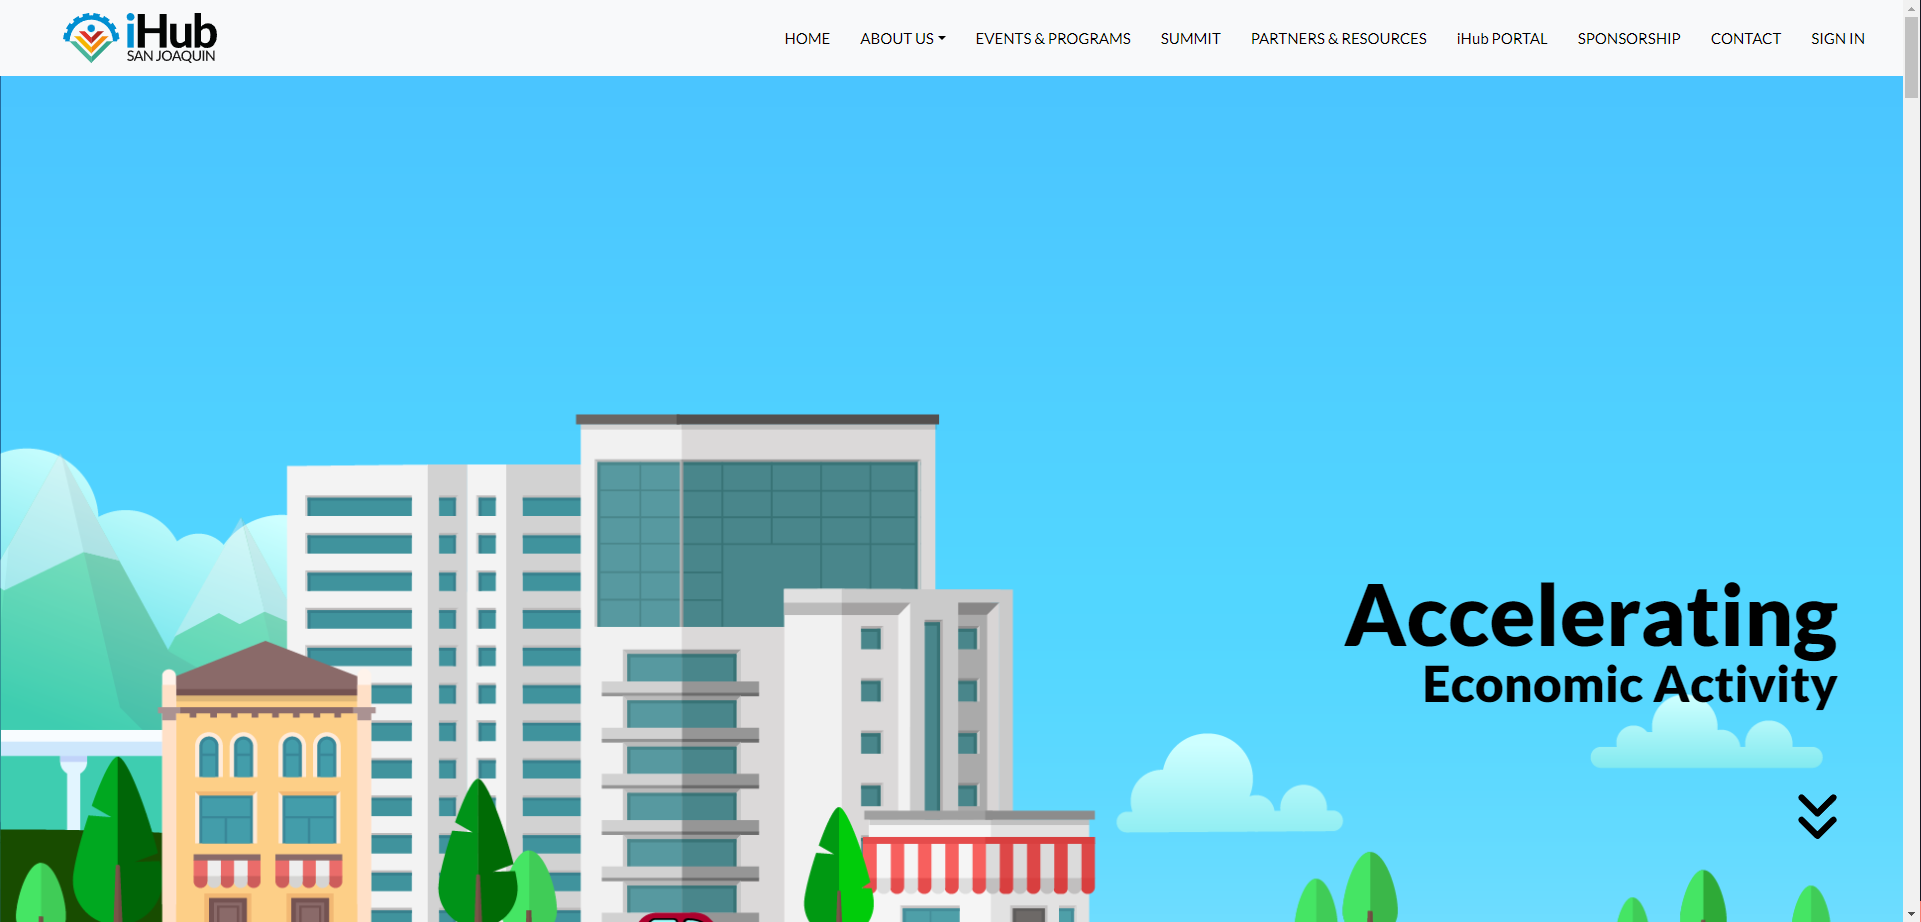 iHub
SAN JOAQUIN
HOME ABOUT US EVENTS & PROGRAMS SUMMIT PARTNERS & RESOURCES iHub PORTAL SPONSORSHIP CONTACT SIGN IN
Accelerating
Economic Activity